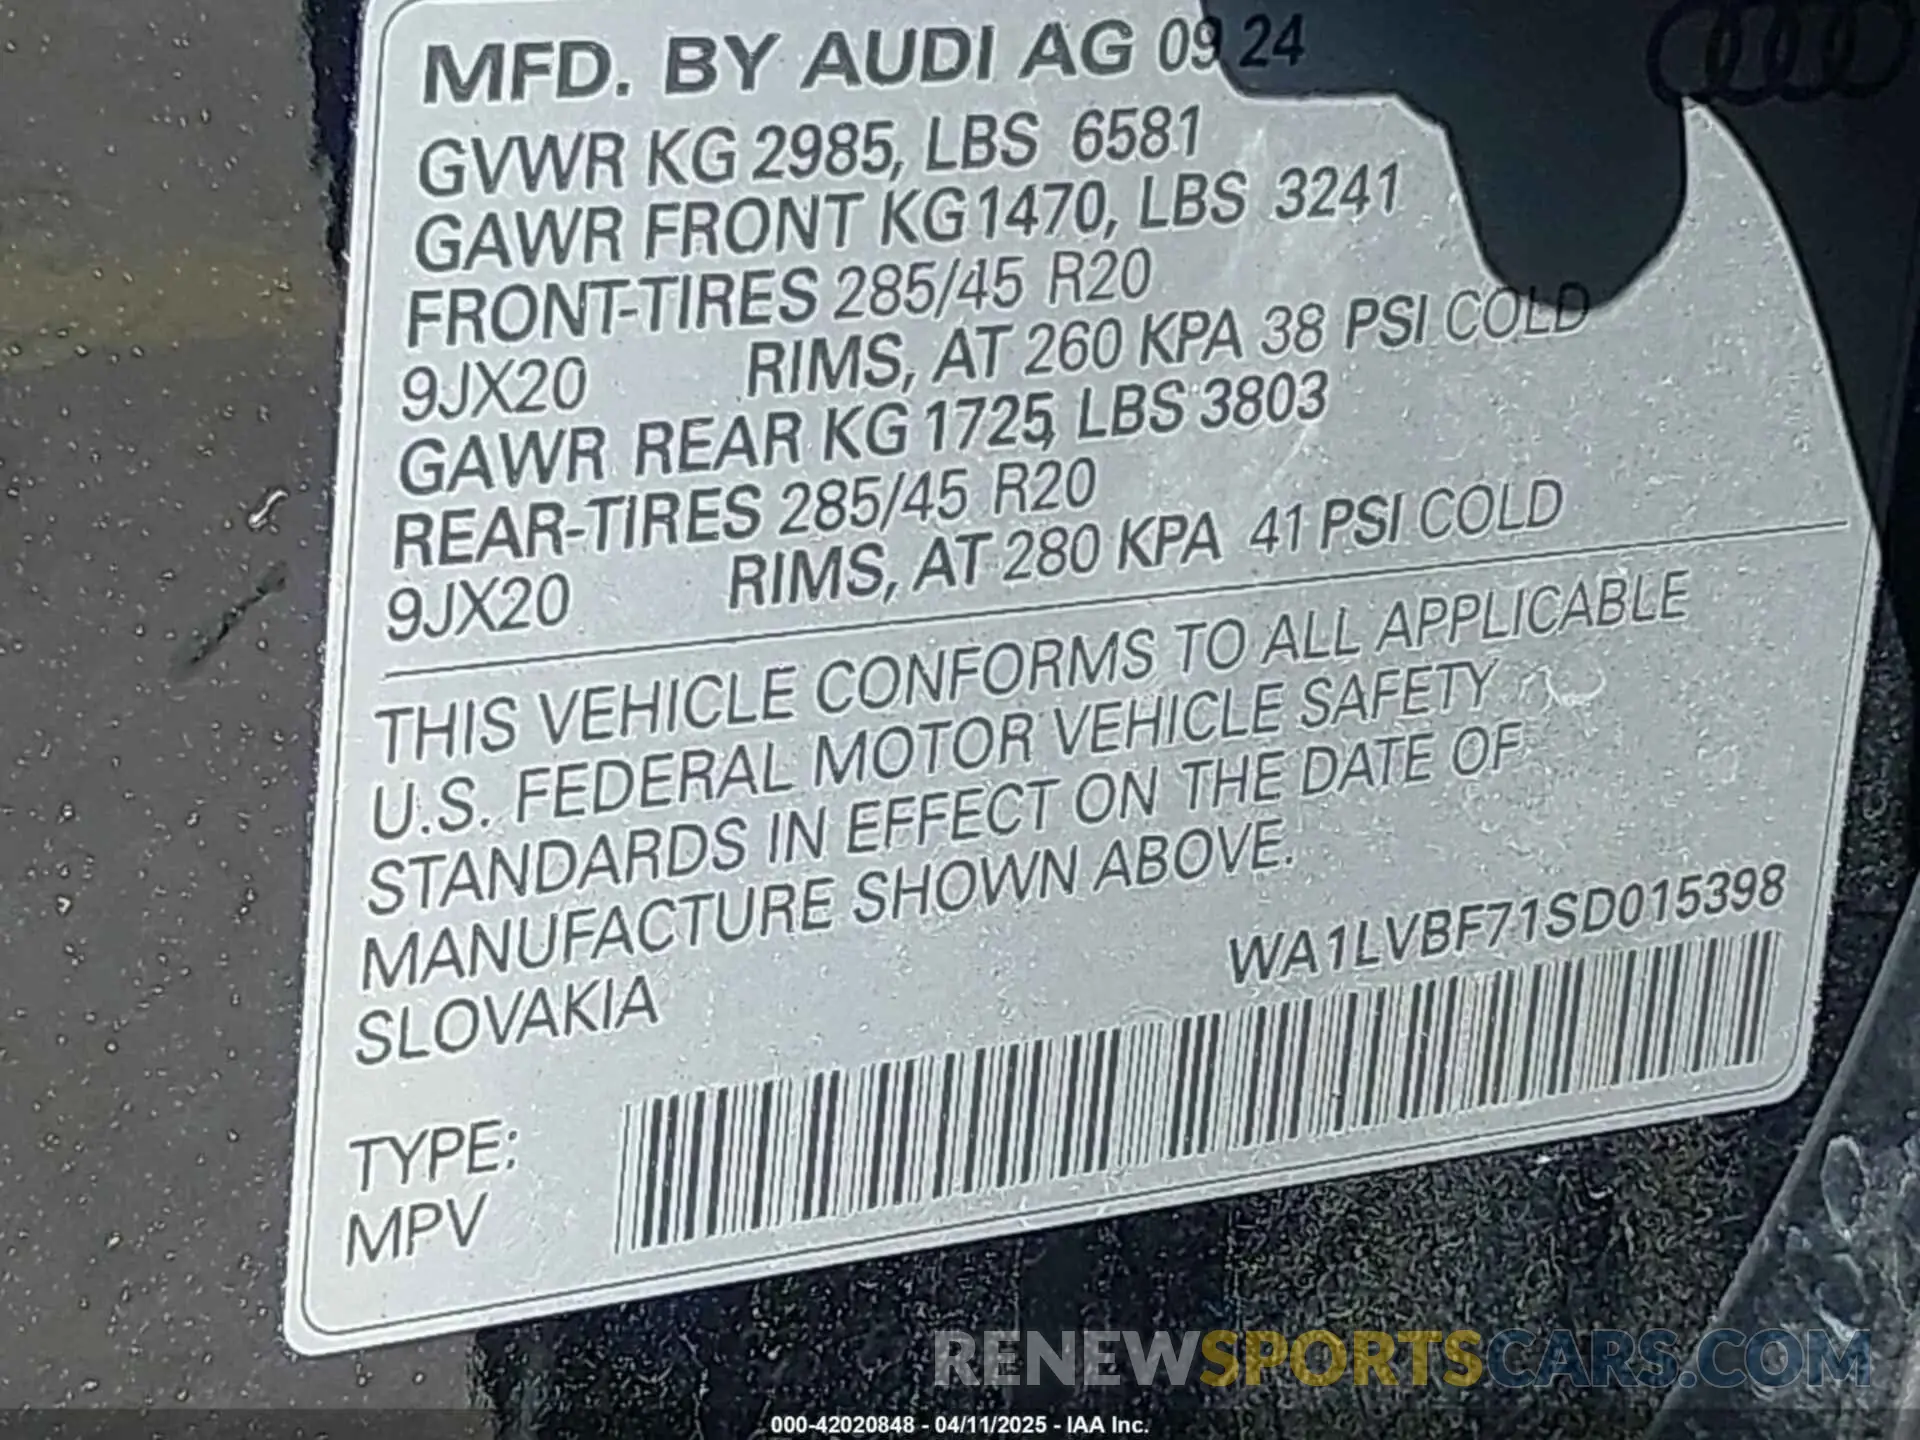 MFD. BY AUDI AG 09 24
GVWR KG 2985, LBS 6581
GAWR FRONT KG 1470, LBS 3241
FRONT-TIRES 285/45 R20
9JX20 RIMS, AT 260 KPA 38 PSI COLD
GAWR REAR KG 1725, LBS 3803
REAR-TIRES 285/45 R20
9JX20 RIMS, AT 280 KPA 41 PSI COLD
THIS VEHICLE CONFORMS TO ALL APPLICABLE
U.S. FEDERAL MOTOR VEHICLE SAFETY
STANDARDS IN EFFECT ON THE DATE OF
MANUFACTURE SHOWN ABOVE.
SLOVAKIA
WA1LVBF71SD015398
TYPE:
MPV
RENEWSPORTSCARS.COM
000-42020848 - 04/11/2025 - IAA Inc.